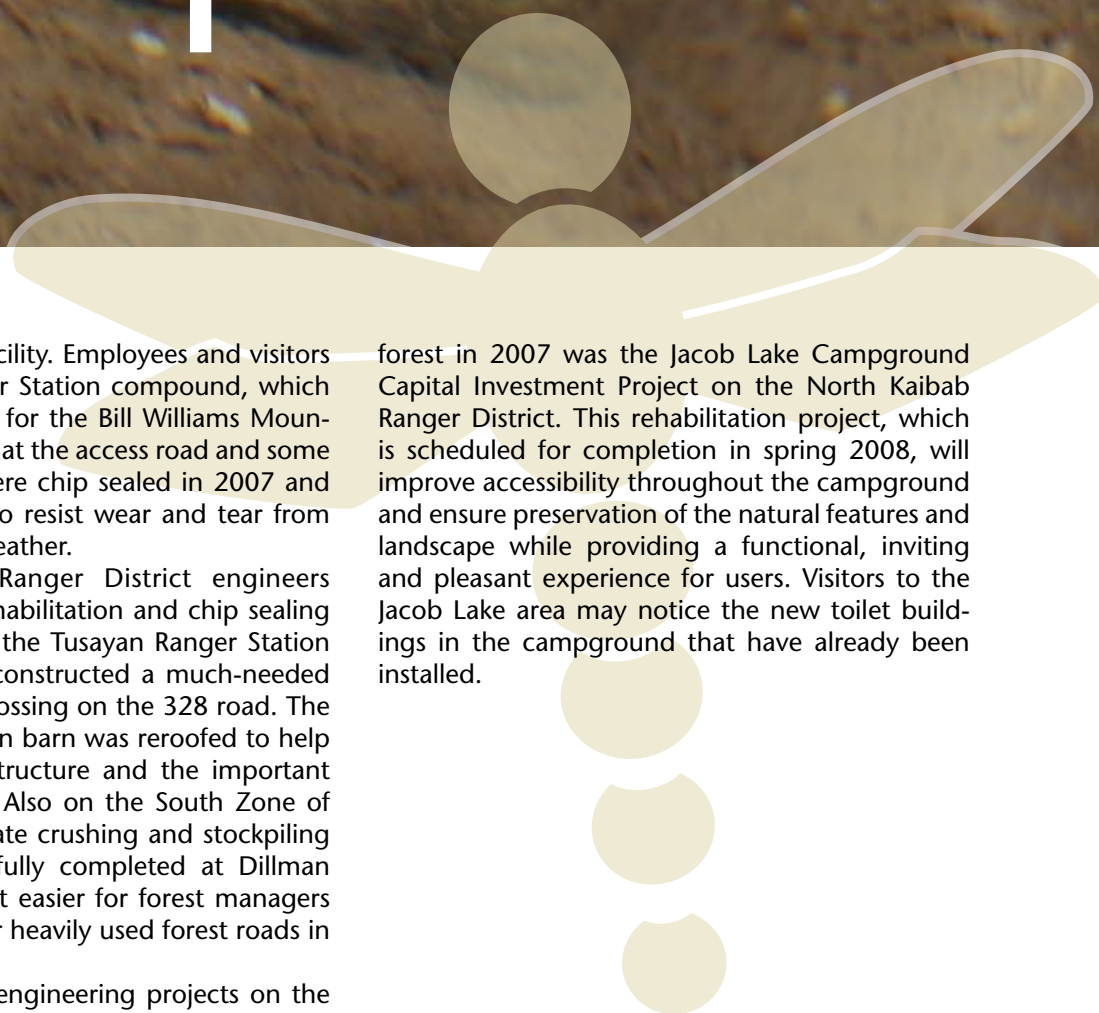 cility. Employees and visitors
r Station compound, which
for the Bill Williams Moun-
at the access road and some
ere chip sealed in 2007 and
o resist wear and tear from
eather.
Ranger District engineers
habilitation and chip sealing
the Tusayan Ranger Station
constructed a much-needed
ossing on the 328 road. The
n barn was reroofed to help
tructure and the important
Also on the South Zone of
ate crushing and stockpiling
fully completed at Dillman
t easier for forest managers
r heavily used forest roads in
engineering projects on the
forest in 2007 was the Jacob Lake Campground
Capital Investment Project on the North Kaibab
Ranger District. This rehabilitation project, which
is scheduled for completion in spring 2008, will
improve accessibility throughout the campground
and ensure preservation of the natural features and
landscape while providing a functional, inviting
and pleasant experience for users. Visitors to the
Jacob Lake area may notice the new toilet build-
ings in the campground that have already been
installed.